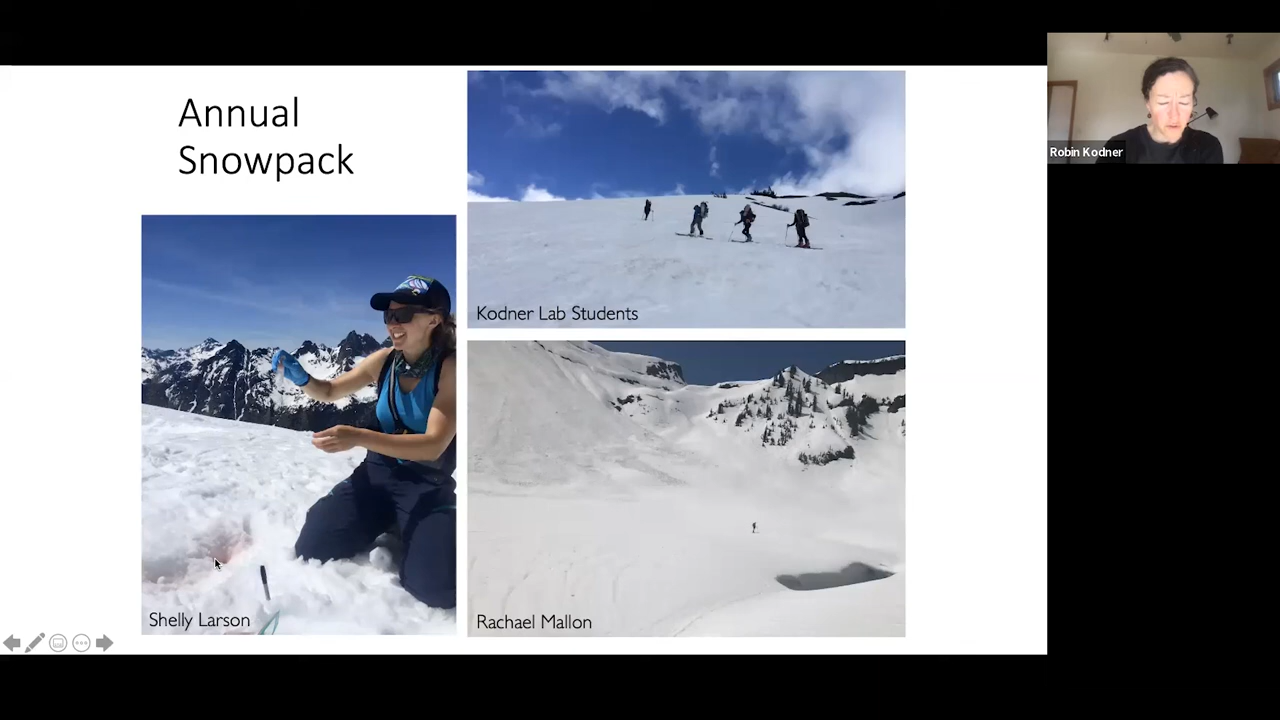 Annual
Snowpack
Kodner Lab Students
Shelly Larson
Rachael Mallon
Robin Kodner